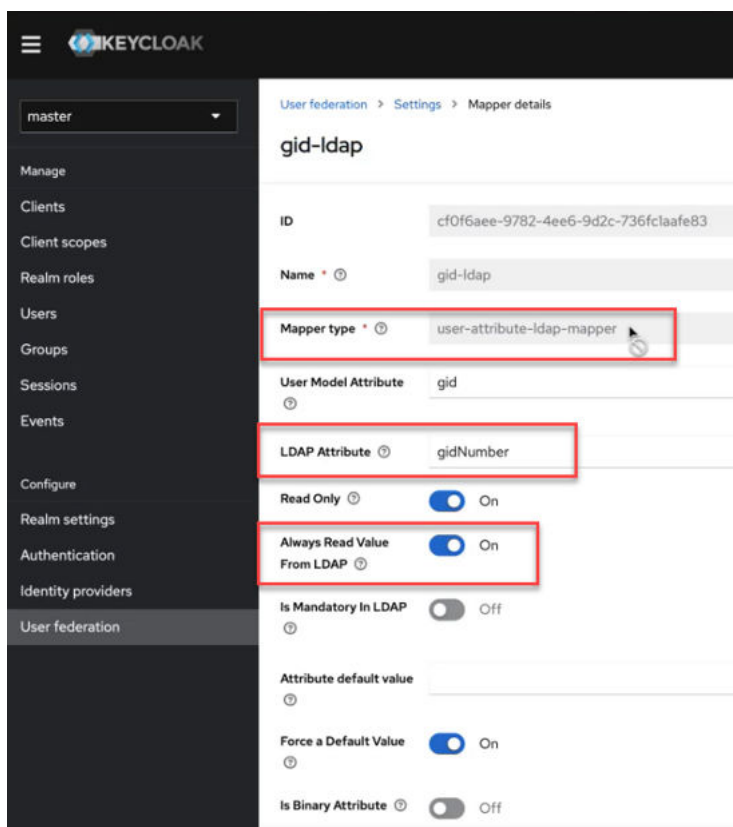 KEYCLOAK
master
Manage
Clients
Client scopes
Realm roles
Users
Groups
Sessions
Events
Configure
Realm settings
Authentication
Identity providers
User federation
User federation > Settings > Mapper details
gid-ldap
ID cf0f6aee-9782-4ee6-9d2c-736fc1aafe83
Name * gid-ldap
Mapper type * user-attribute-ldap-mapper
User Model Attribute gid
LDAP Attribute gidNumber
Read Only On
Always Read Value On
From LDAP
Is Mandatory In LDAP Off
Attribute default value
Force a Default Value On
Is Binary Attribute Off